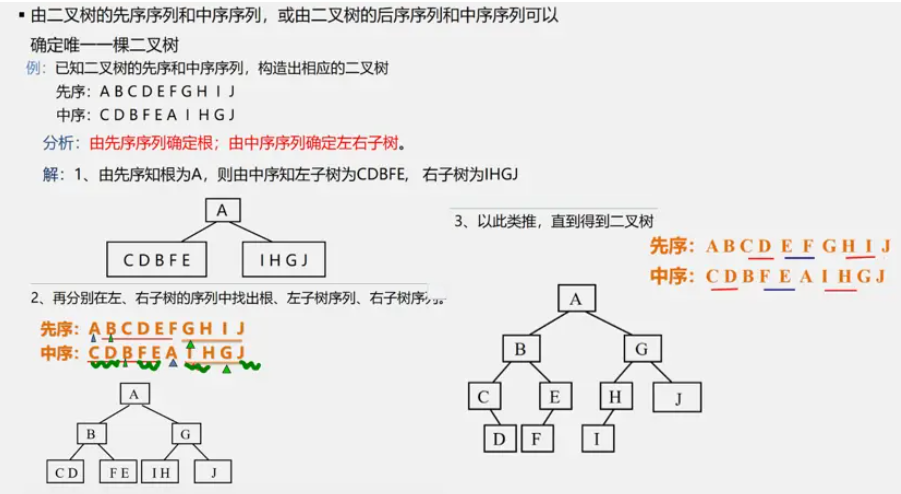 ▪ 由二叉树的先序序列和中序序列，或由二叉树的后序序列和中序序列可以
确定唯一一棵二叉树
例：已知二叉树的先序和中序序列，构造出相应的二叉树
先序：A B C D E F G H I J
中序：C D B F E A I H G J
分析：由先序序列确定根；由中序序列确定左右子树。
解：1、由先序知根为A，则由中序知左子树为CDBFE，右子树为IHGJ
A
C D B F E
I H G J
2、再分别在左、右子树的序列中找出根、左子树序列、右子树序列。
先序：A B C D E F G H I J
中序：C D B F E A I H G J
A
B G
C D F E I H J
3、以此类推，直到得到二叉树
先序：A B C D E F G H I J
中序：C D B F E A I H G J
A
B G
C E H J
D F I